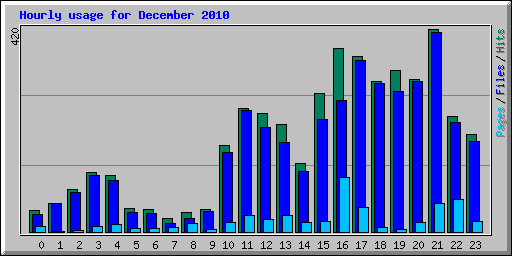 Hourly usage for December 2010
420
Pages / Files / Hits
0 1 2 3 4 5 6 7 8 9 10 11 12 13 14 15 16 17 18 19 20 21 22 23